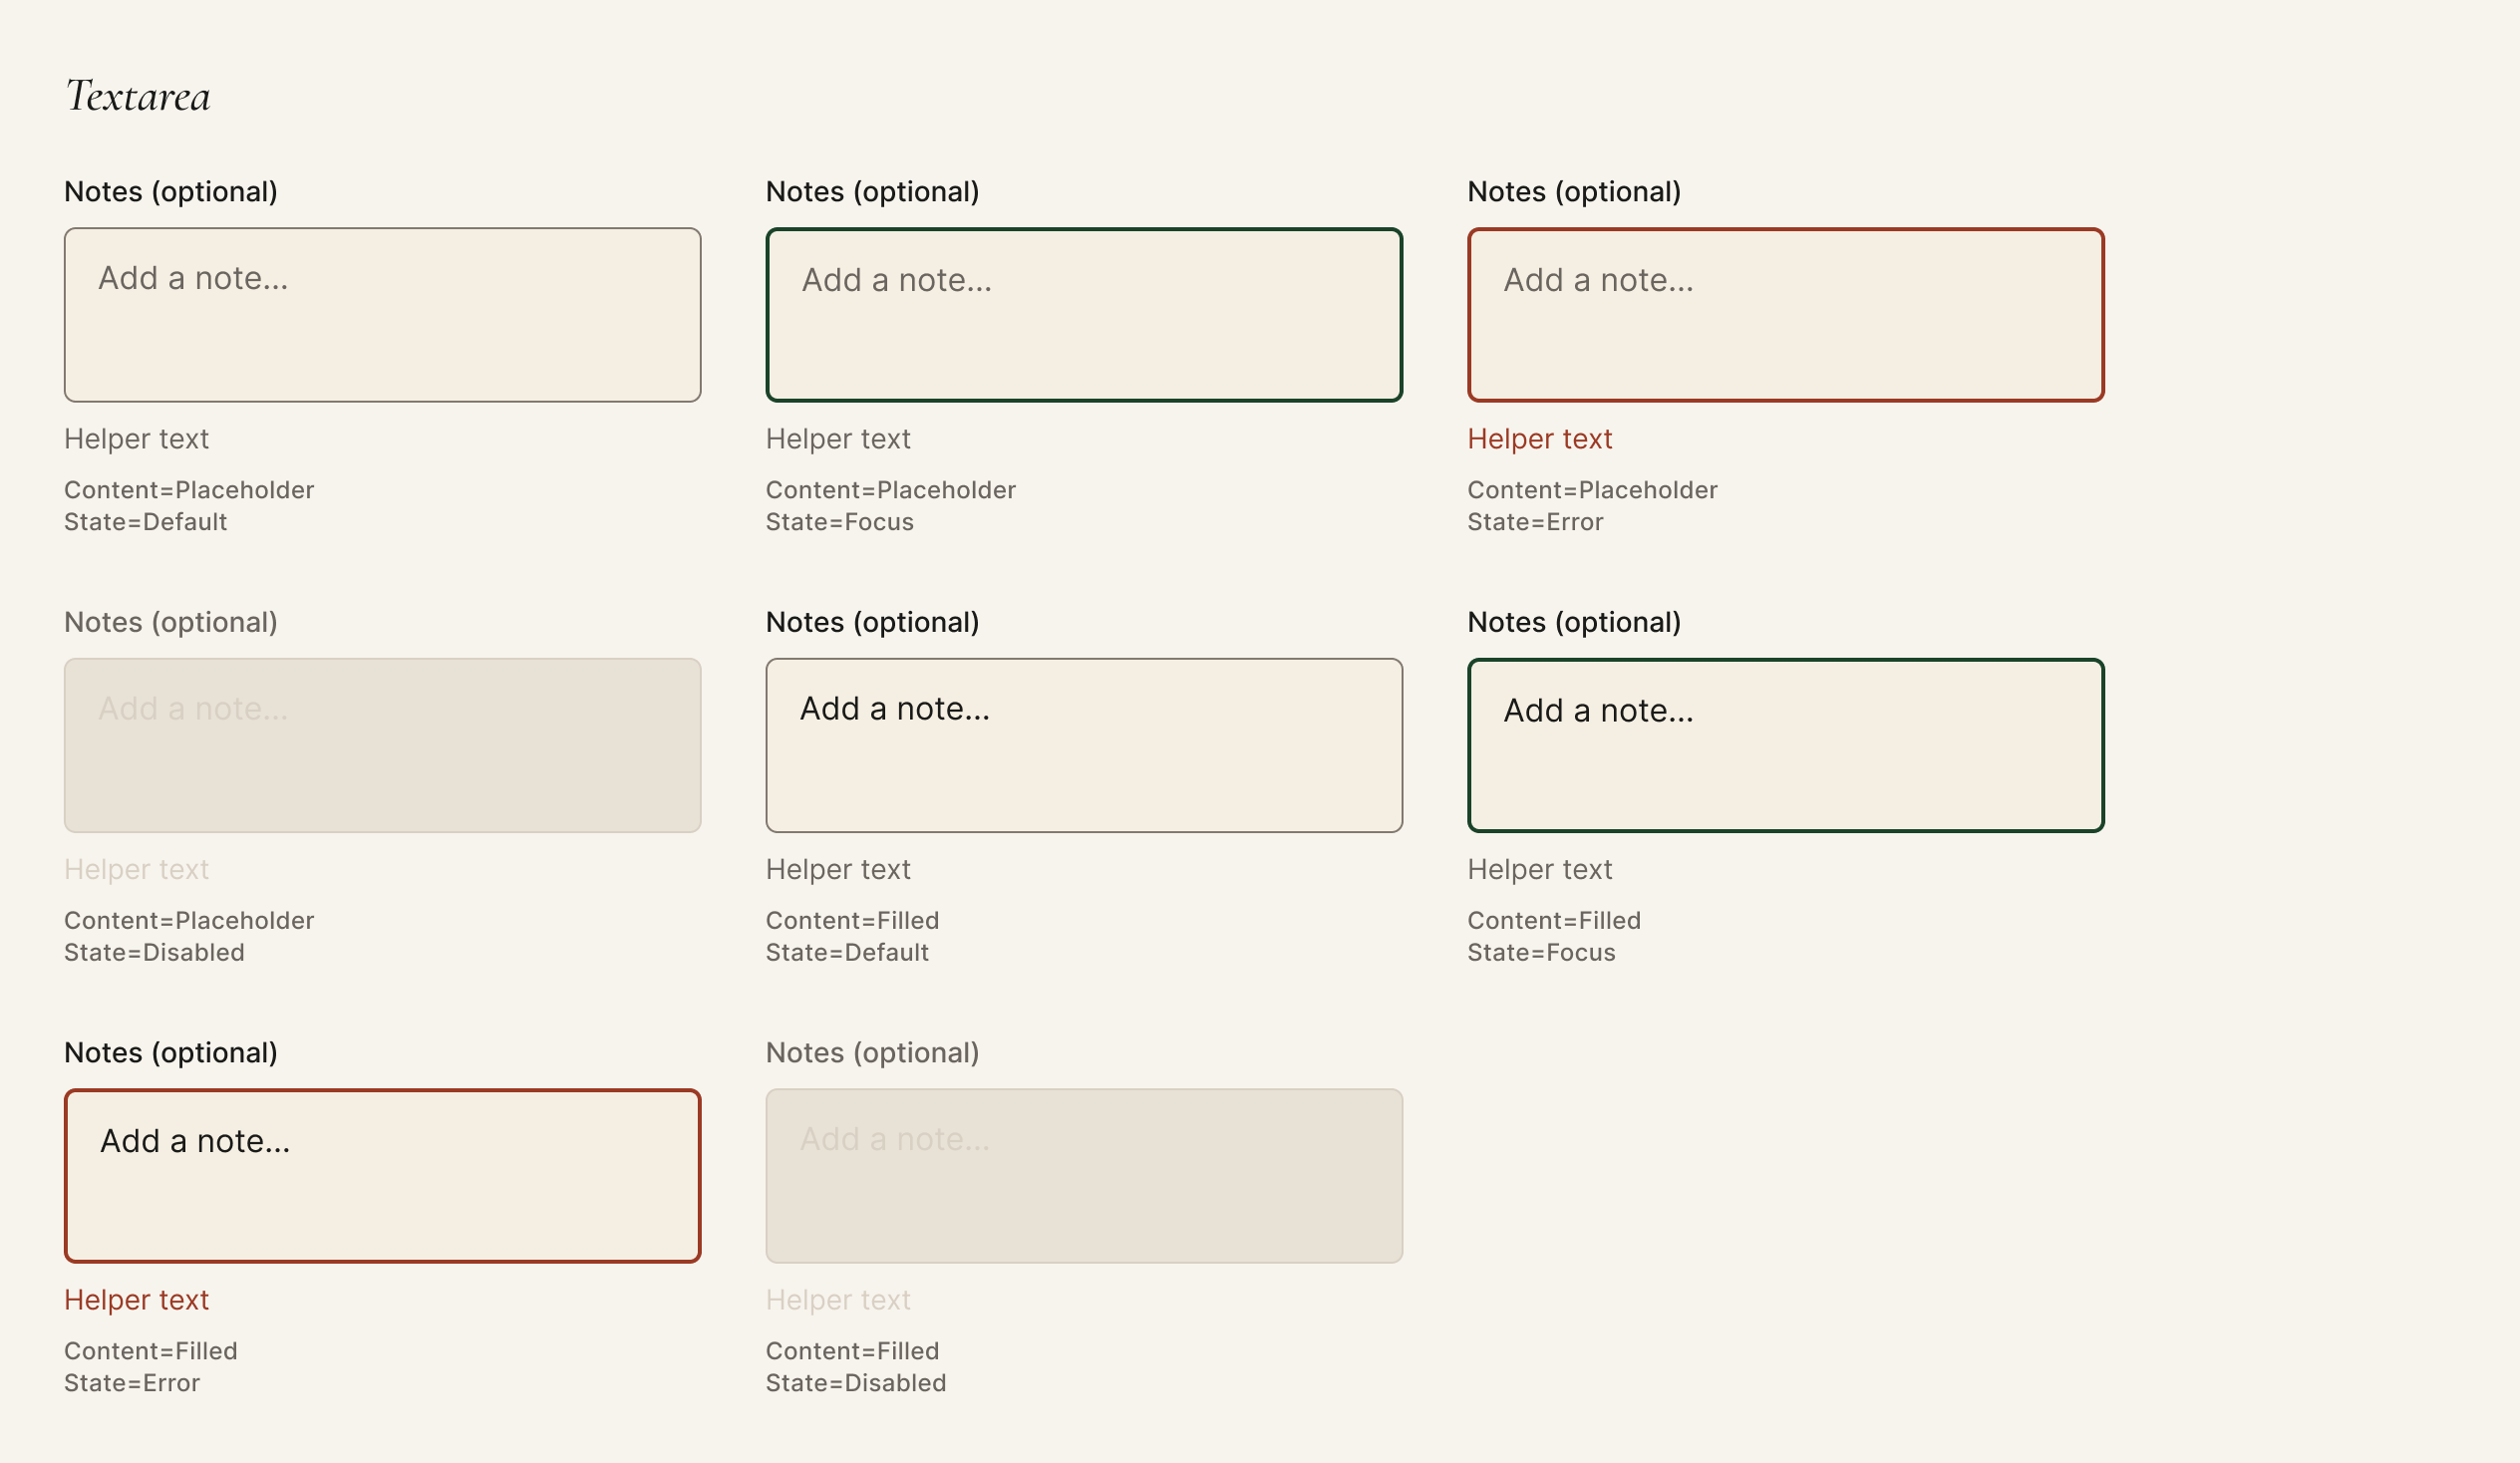 Textarea
Notes (optional)
Add a note...
Helper text
Content=Placeholder
State=Default
Notes (optional)
Add a note...
Helper text
Content=Placeholder
State=Focus
Notes (optional)
Add a note...
Helper text
Content=Placeholder
State=Error
Notes (optional)
Add a note...
Helper text
Content=Placeholder
State=Disabled
Notes (optional)
Add a note...
Helper text
Content=Filled
State=Default
Notes (optional)
Add a note...
Helper text
Content=Filled
State=Focus
Notes (optional)
Add a note...
Helper text
Content=Filled
State=Error
Notes (optional)
Add a note...
Helper text
Content=Filled
State=Disabled